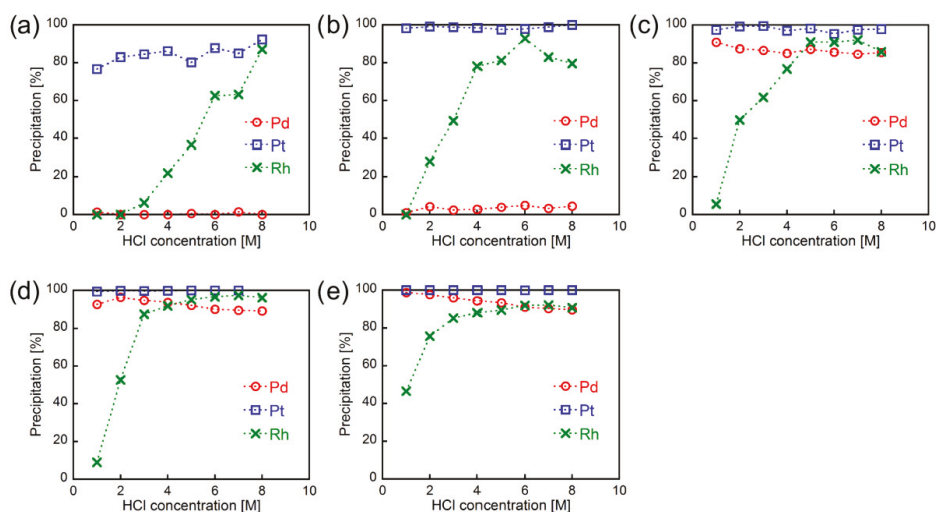 (a)
Precipitation [%]
100
80
60
40
20
0
Pd
Pt
Rh
0 2 4 6 8 10
HCl concentration [M]
(b)
Precipitation [%]
100
80
60
40
20
0
Pd
Pt
Rh
0 2 4 6 8 10
HCl concentration [M]
(c)
Precipitation [%]
100
80
60
40
20
0
Pd
Pt
Rh
0 2 4 6 8 10
HCl concentration [M]
(d)
Precipitation [%]
100
80
60
40
20
0
Pd
Pt
Rh
0 2 4 6 8 10
HCl concentration [M]
(e)
Precipitation [%]
100
80
60
40
20
0
Pd
Pt
Rh
0 2 4 6 8 10
HCl concentration [M]